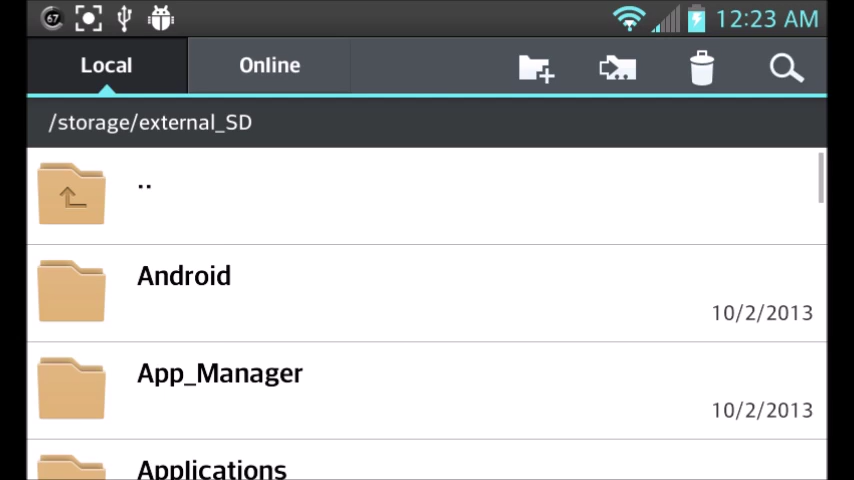 67
12:23 AM
Local
Online
/storage/external_SD
..
Android
10/2/2013
App_Manager
10/2/2013
Applications